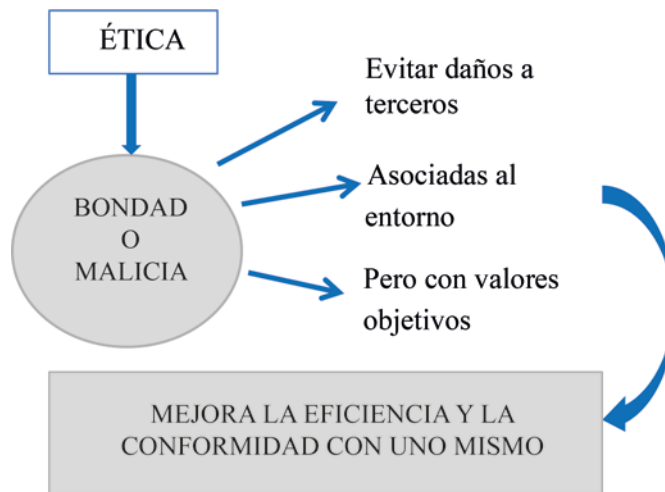 ÉTICA
BONDAD
O
MALICIA
Evitar daños a
terceros
Asociadas al
entorno
Pero con valores
objetivos
MEJORA LA EFICIENCIA Y LA
CONFORMIDAD CON UNO MISMO